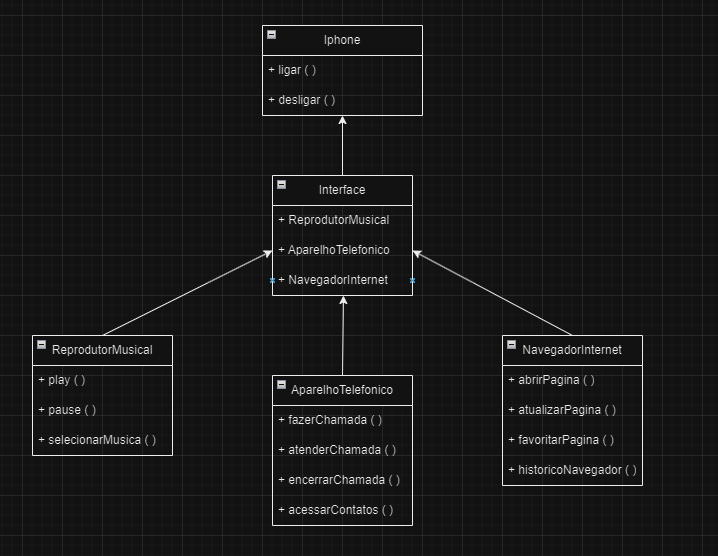 Iphone
+ ligar ( )
+ desligar ( )
Interface
+ ReprodutorMusical
+ AparelhoTelefonico
+ NavegadorInternet
ReprodutorMusical
+ play ( )
+ pause ( )
+ selecionarMusica ( )
AparelhoTelefonico
+ fazerChamada ( )
+ atenderChamada ( )
+ encerrarChamada ( )
+ acessarContatos ( )
NavegadorInternet
+ abrirPagina ( )
+ atualizarPagina ( )
+ favoritarPagina ( )
+ historicoNavegador ( )